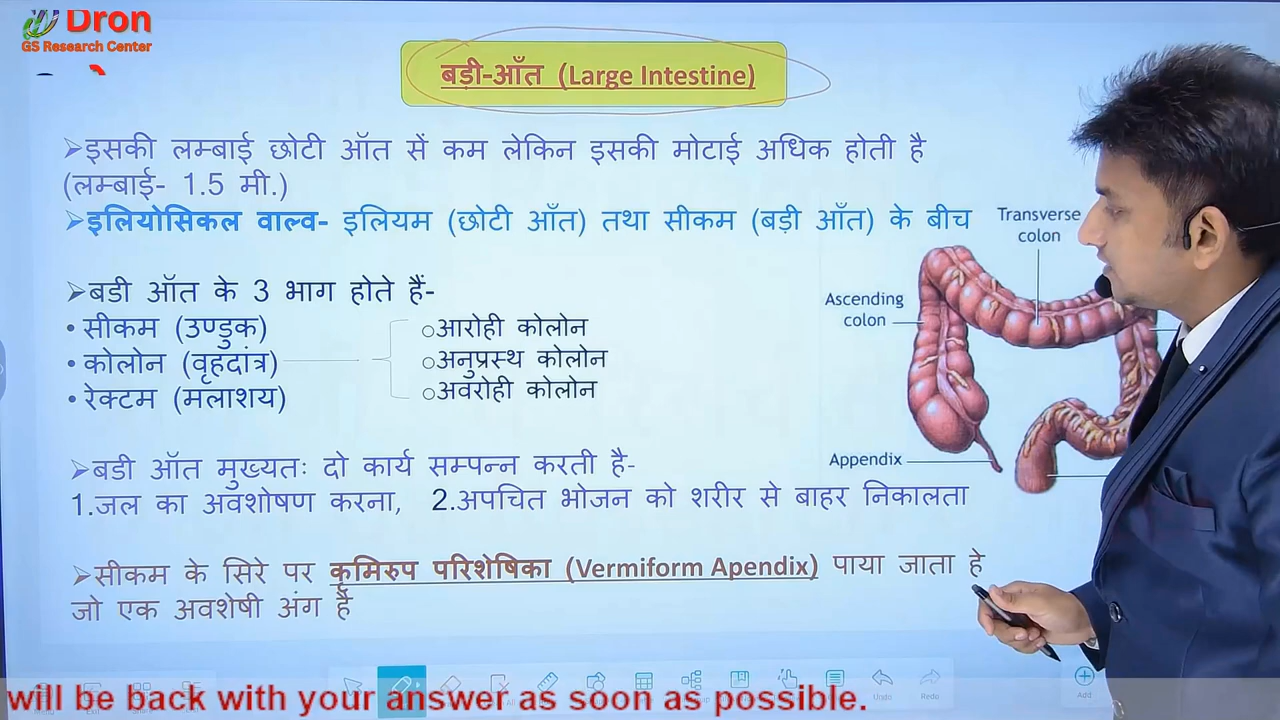 Dron
GS Research Center
बड़ी-आँत (Large Intestine)
➢इसकी लम्बाई छोटी ऑत सें कम लेकिन इसकी मोटाई अधिक होती है
(लम्बाई- 1.5 मी.)
➢इलियोसिकल वाल्व- इलियम (छोटी आँत) तथा सीकम (बड़ी आँत) के बीच
➢बडी ऑत के 3 भाग होते हैं-
• सीकम (उण्डुक)
• कोलोन (वृहदांत्र)
• रेक्टम (मलाशय)
○आरोही कोलोन
○अनुप्रस्थ कोलोन
○अवरोही कोलोन
Transverse
colon
Ascending
colon
Appendix
➢बडी ऑत मुख्यतः दो कार्य सम्पन्न करती है-
1.जल का अवशोषण करना, 2.अपचित भोजन को शरीर से बाहर निकालता
➢सीकम के सिरे पर कृमिरुप परिशेषिका (Vermiform Apendix) पाया जाता हे
जो एक अवशेषी अंग है
Undo
Redo
Add
will be back with your answer as soon as possible.